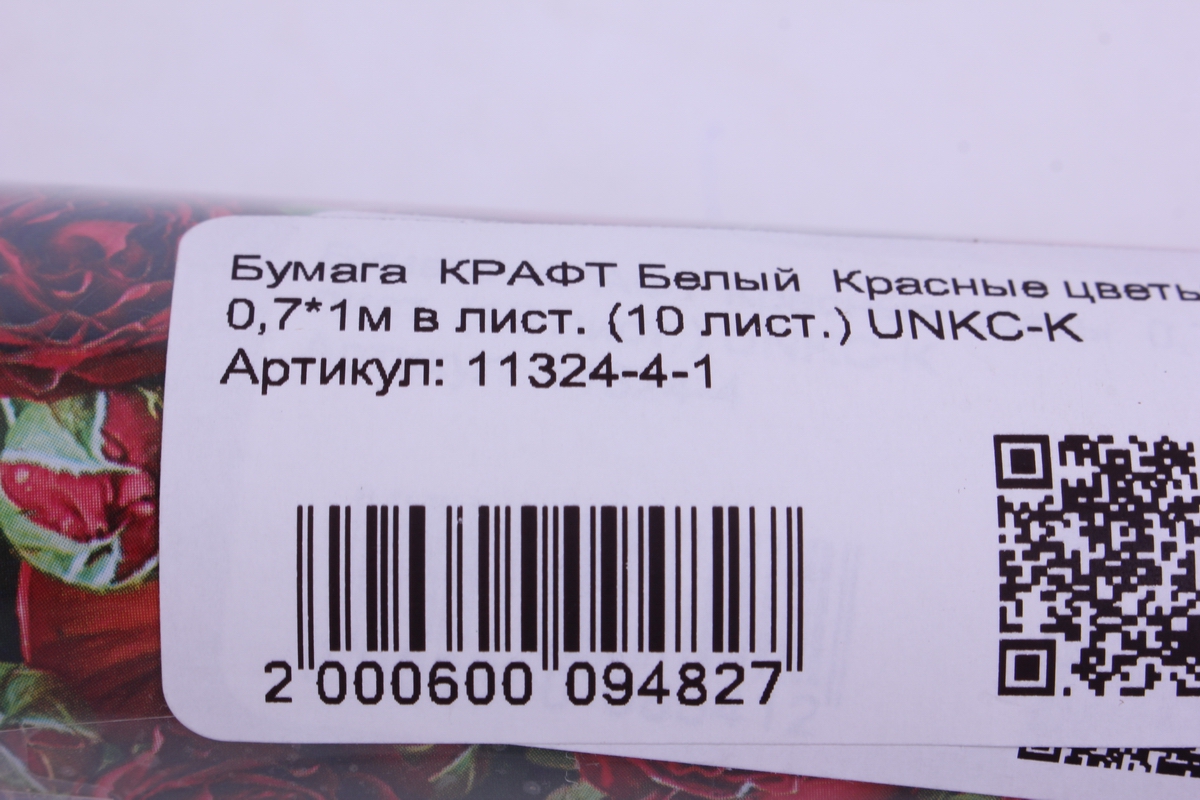 Бумага КРАФТ Белый Красные цветы
0,7*1м в лист. (10 лист.) UNKC-K
Артикул: 11324-4-1
2 000600 094827